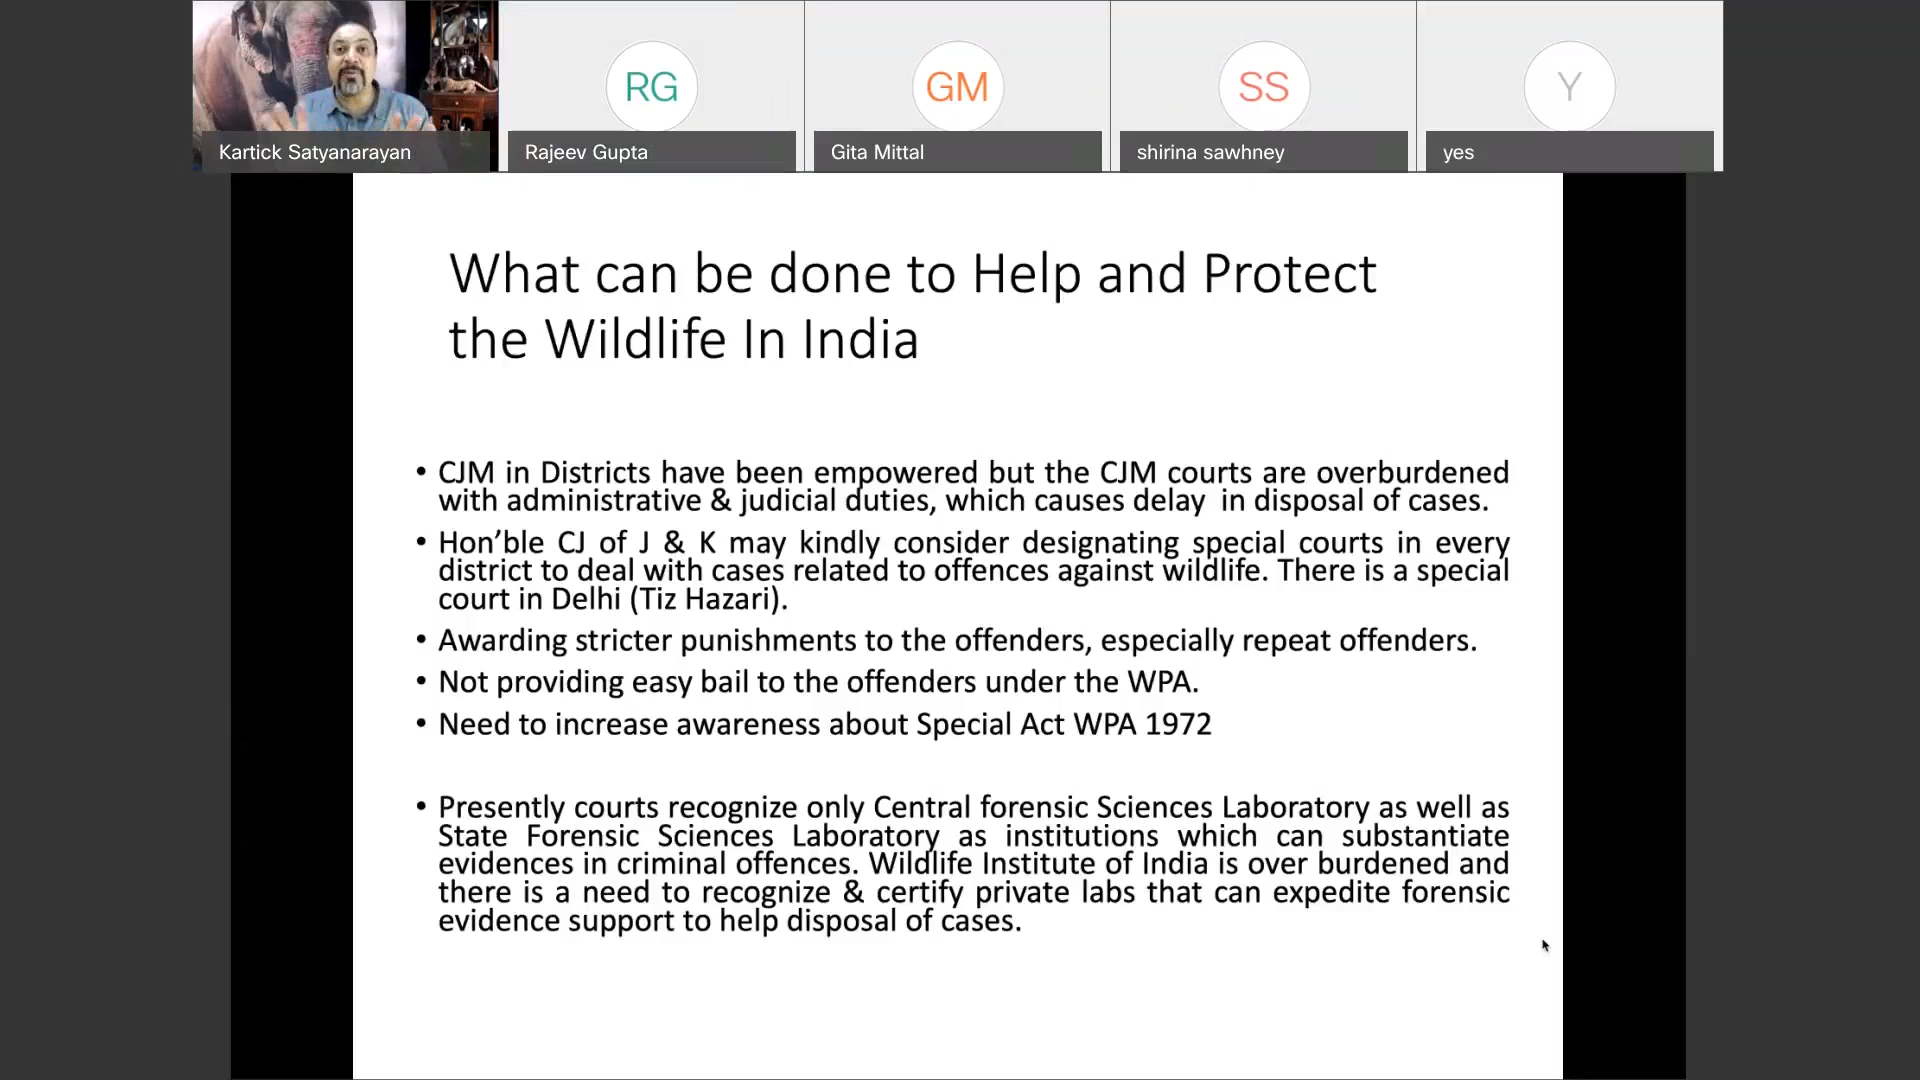 RG
GM
SS
Y
Kartick Satyanarayan
Rajeev Gupta
Gita Mittal
shirina sawhney
yes
What can be done to Help and Protect
the Wildlife In India
• CJM in Districts have been empowered but the CJM courts are overburdened
with administrative & judicial duties, which causes delay in disposal of cases.
• Hon’ble CJ of J & K may kindly consider designating special courts in every
district to deal with cases related to offences against wildlife. There is a special
court in Delhi (Tiz Hazari).
• Awarding stricter punishments to the offenders, especially repeat offenders.
• Not providing easy bail to the offenders under the WPA.
• Need to increase awareness about Special Act WPA 1972
• Presently courts recognize only Central forensic Sciences Laboratory as well as
State Forensic Sciences Laboratory as institutions which can substantiate
evidences in criminal offences. Wildlife Institute of India is over burdened and
there is a need to recognize & certify private labs that can expedite forensic
evidence support to help disposal of cases.